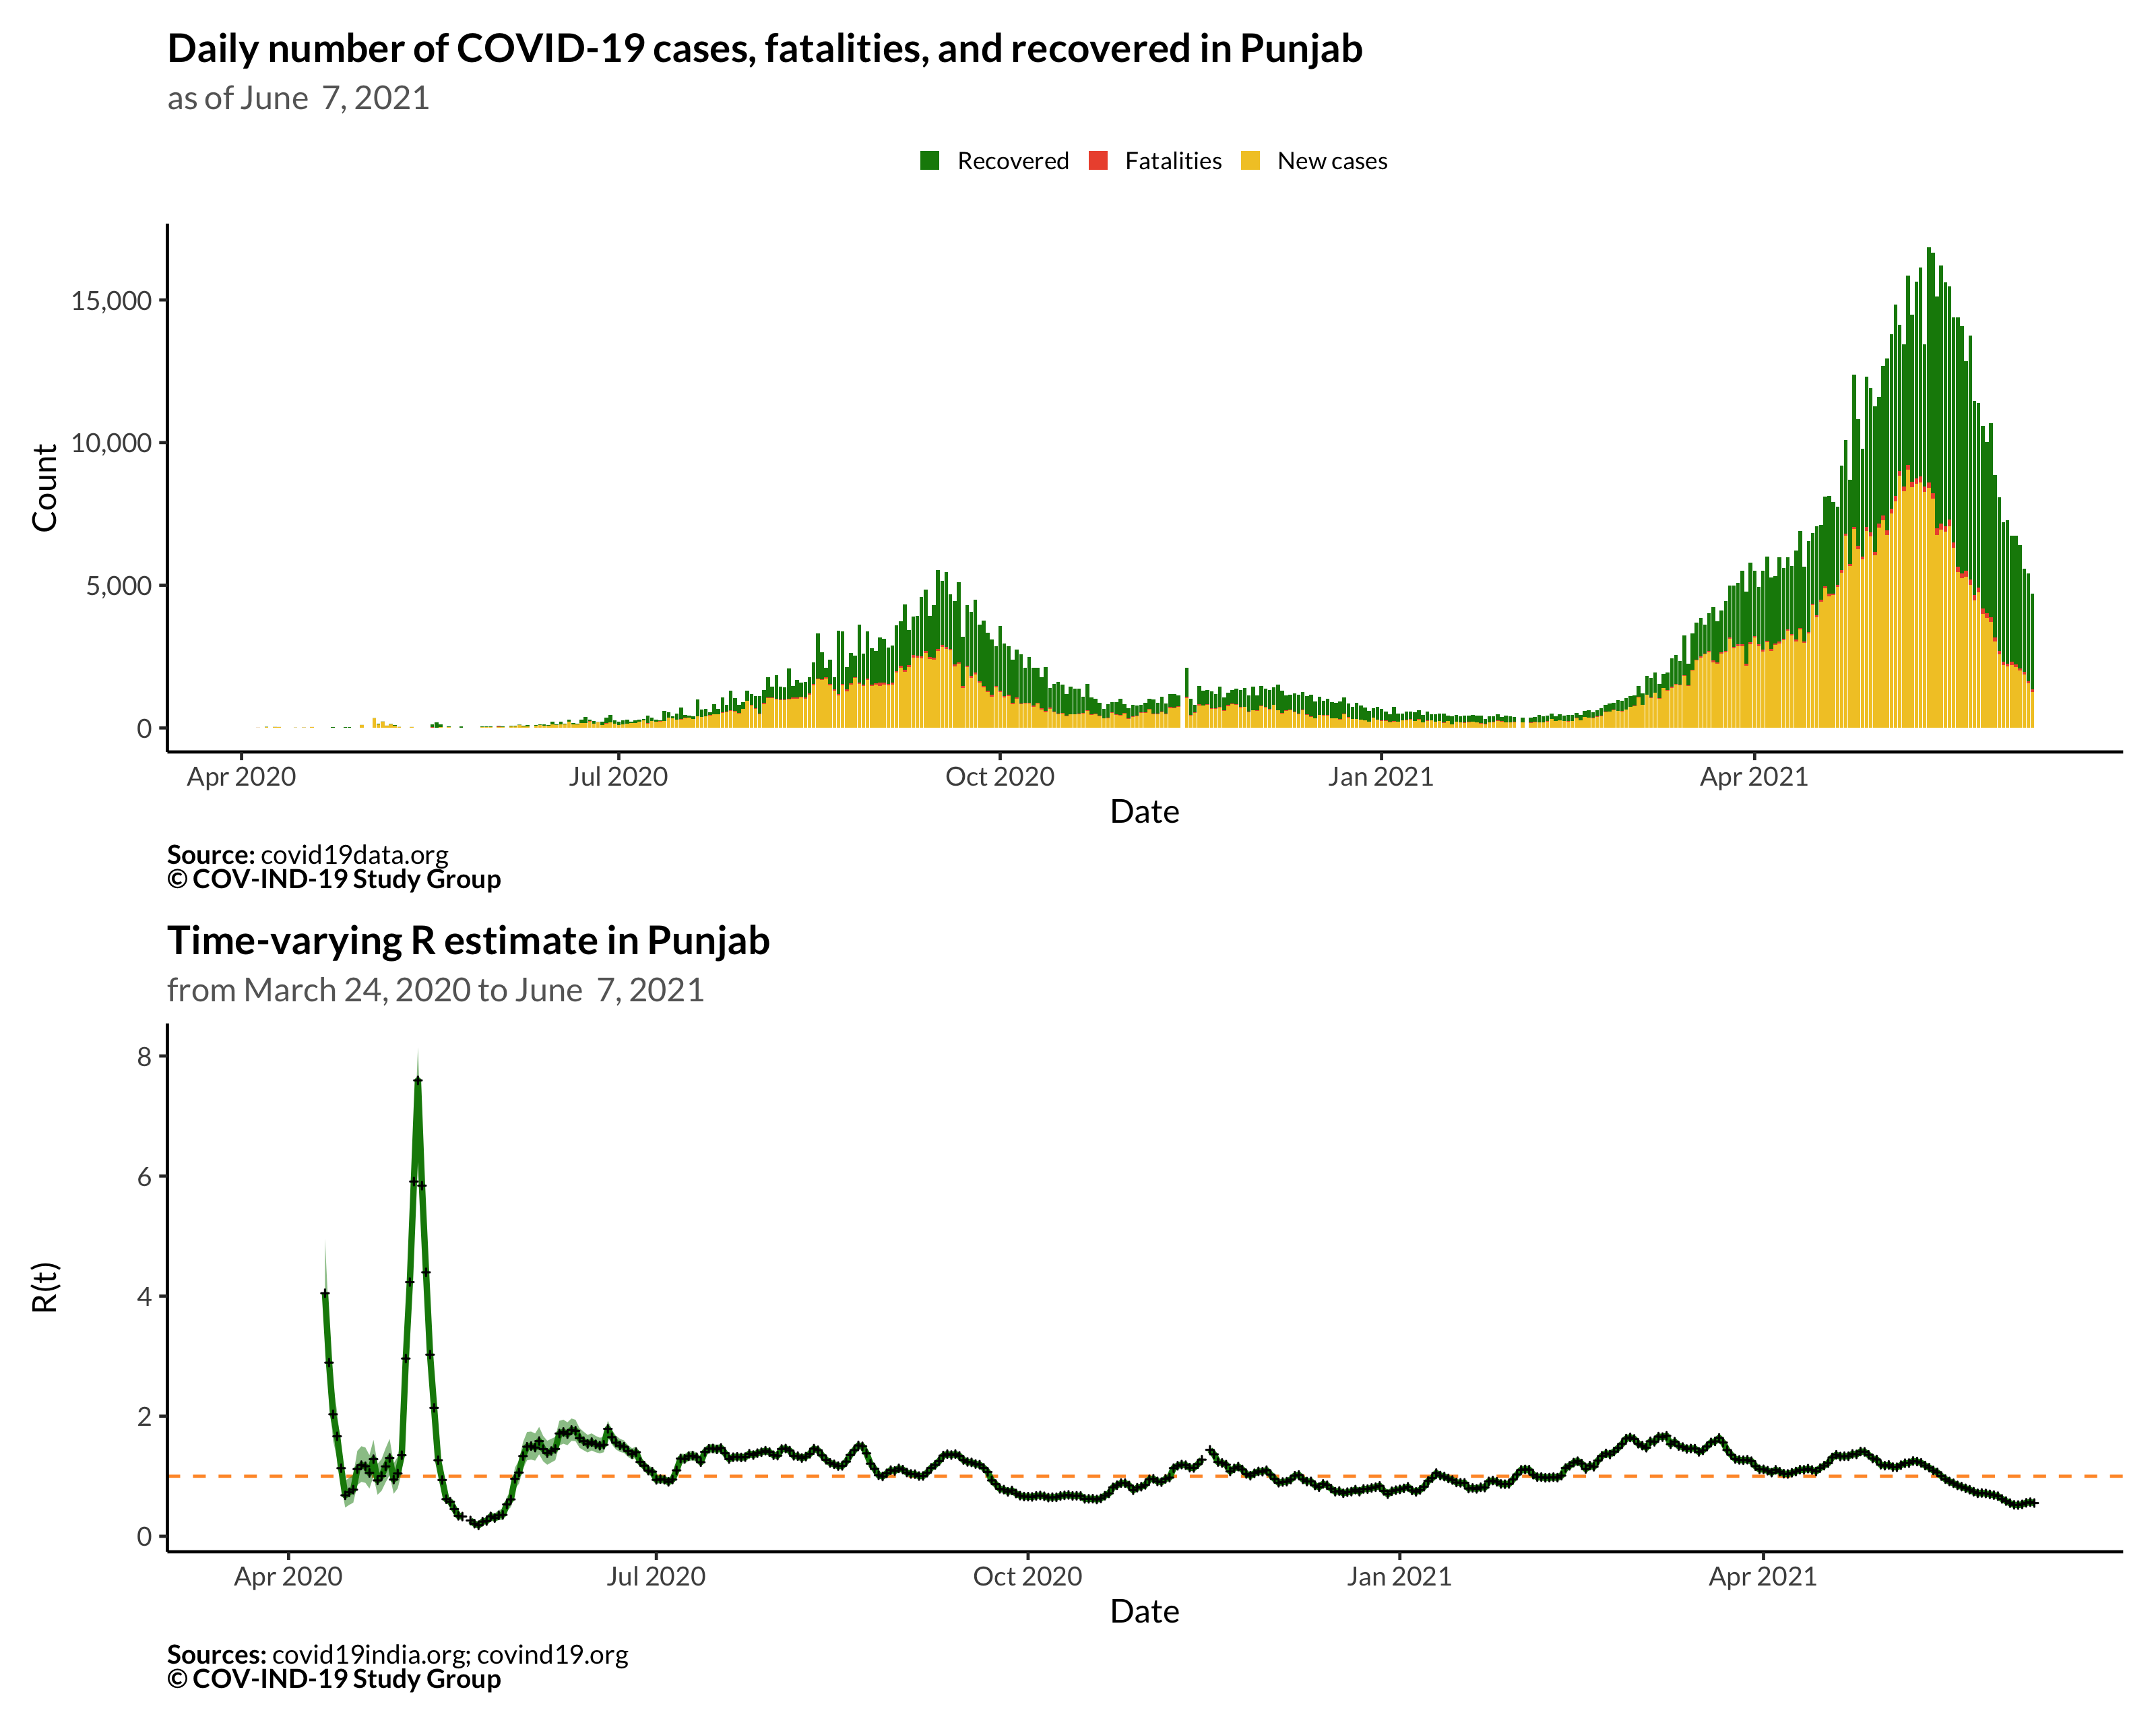 Daily number of COVID-19 cases, fatalities, and recovered in Punjab
as of June  7, 2021
Recovered Fatalities New cases
Count
15,000
10,000
5,000
0
Apr 2020 Jul 2020 Oct 2020 Jan 2021 Apr 2021
Date
Source: covid19data.org
© COV-IND-19 Study Group
Time-varying R estimate in Punjab
from March 24, 2020 to June  7, 2021
R(t)
8
6
4
2
0
Apr 2020 Jul 2020 Oct 2020 Jan 2021 Apr 2021
Date
Sources: covid19india.org; covind19.org
© COV-IND-19 Study Group